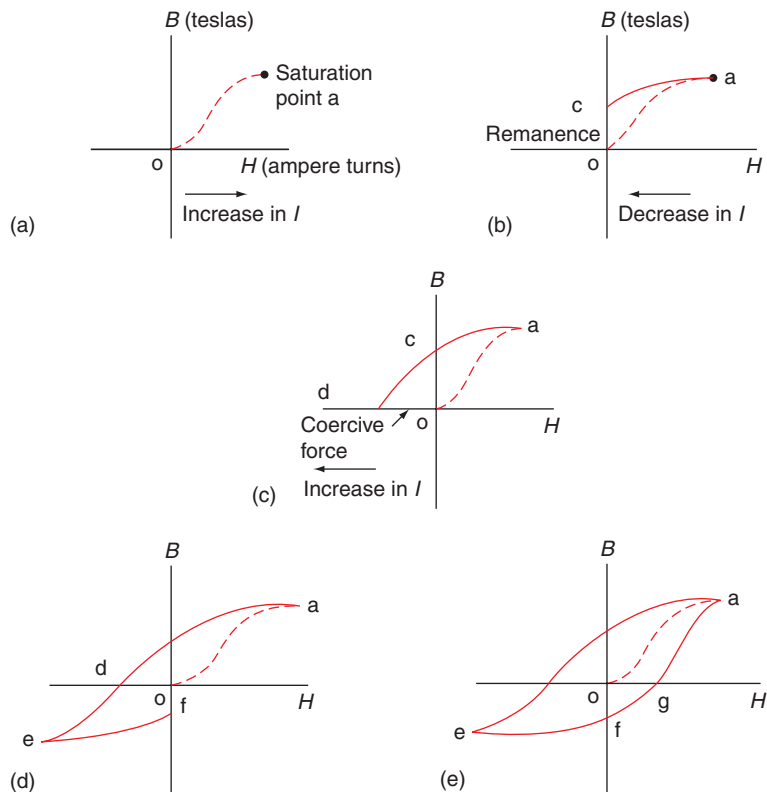 B (teslas)
Saturation
point a
o
H (ampere turns)
Increase in I
(a)
B (teslas)
a
c
Remanence
o
H
Decrease in I
(b)
B
a
c
d
Coercive
force
o
H
Increase in I
(c)
B
a
d
o
f
H
e
(d)
B
a
o
g
H
f
e
(e)